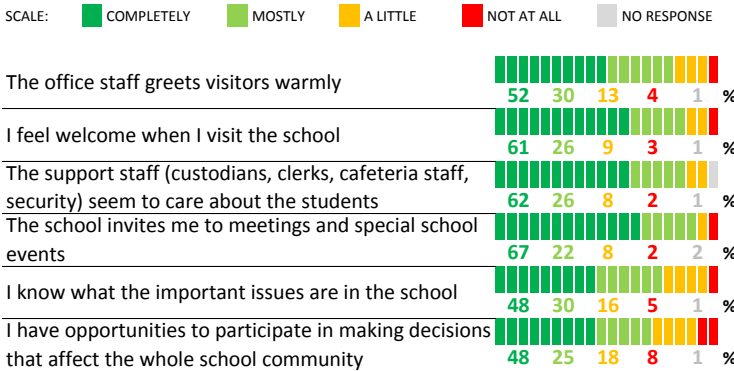 SCALE: COMPLETELY MOSTLY A LITTLE NOT AT ALL NO RESPONSE
The office staff greets visitors warmly
52 30 13 4 1 %
I feel welcome when I visit the school
61 26 9 3 1 %
The support staff (custodians, clerks, cafeteria staff,
security) seem to care about the students
62 26 8 2 1 %
The school invites me to meetings and special school
events
67 22 8 2 2 %
I know what the important issues are in the school
48 30 16 5 1 %
I have opportunities to participate in making decisions
that affect the whole school community
48 25 18 8 1 %